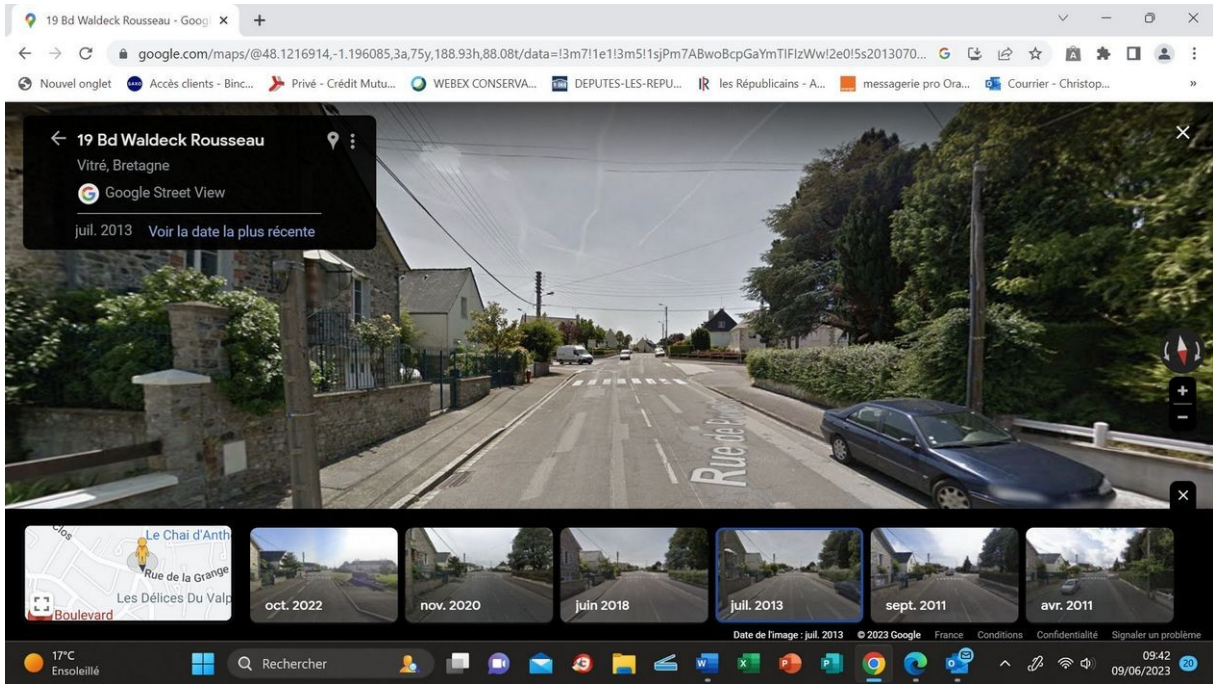 19 Bd Waldeck Rousseau - Goog
google.com/maps/@48.1216914,-1.196085,3a,75y,188.93h,88.08t/data=!3m7!1e1!3m5!1sjPm7ABwoBcpGaYmTIFIzWw!2e0!5s2013070...
Nouvel onglet
Accès clients - Binc...
Privé - Crédit Mutu...
WEBEX CONSERVA...
DEPUTES-LES-REPU...
les Républicains - A...
messagerie pro Ora...
Courrier - Christop...
»
19 Bd Waldeck Rousseau
Vitré, Bretagne
Google Street View
juil. 2013 Voir la date la plus récente
Clos
Le Chai d'Anth
Rue de la Grange
Les Délices Du Valp
Boulevard
oct. 2022
nov. 2020
juin 2018
juil. 2013
sept. 2011
avr. 2011
Date de l'image : juil. 2013 © 2023 Google France Conditions Confidentialité Signaler un problème
17°C
Ensoleillé
Rechercher
09:42
09/06/2023
20